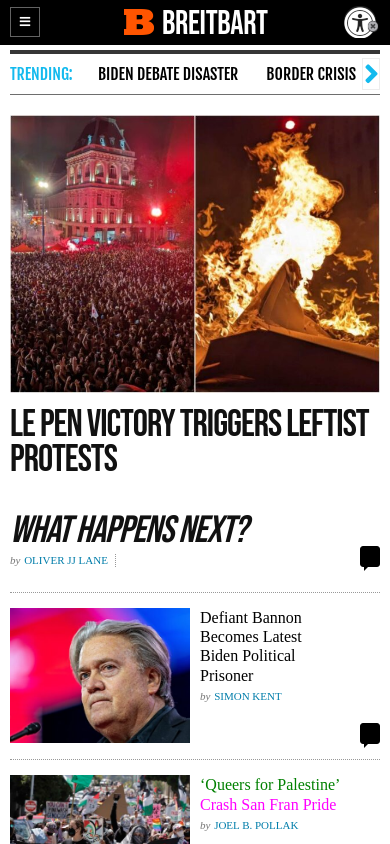 BREITBART
TRENDING: BIDEN DEBATE DISASTER BORDER CRISIS
LE PEN VICTORY TRIGGERS LEFTIST
PROTESTS
WHAT HAPPENS NEXT?
by OLIVER JJ LANE
Defiant Bannon
Becomes Latest
Biden Political
Prisoner
by SIMON KENT
‘Queers for Palestine’
Crash San Fran Pride
by JOEL B. POLLAK